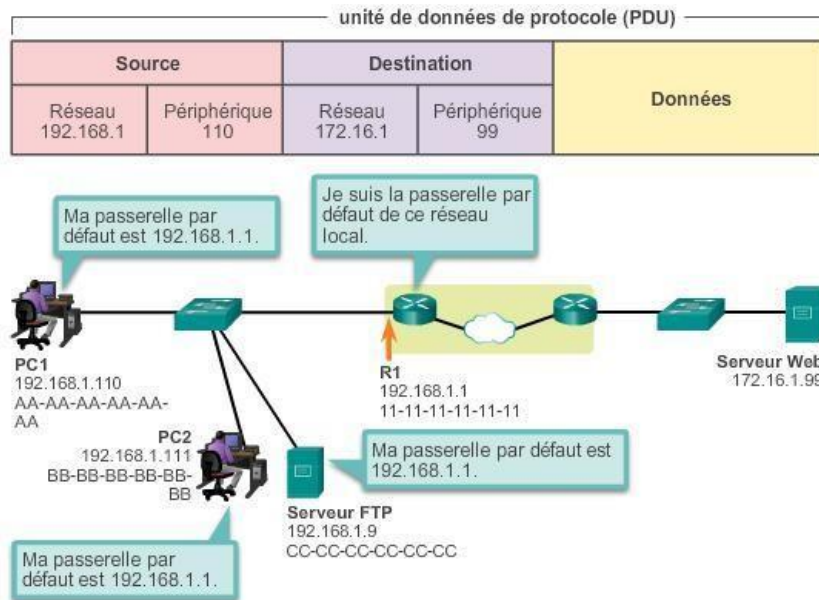 unité de données de protocole (PDU)
Source
Destination
Données
Réseau
192.168.1
Périphérique
110
Réseau
172.16.1
Périphérique
99
Ma passerelle par
défaut est 192.168.1.1.
Je suis la passerelle par
défaut de ce réseau
local.
PC1
192.168.1.110
AA-AA-AA-AA-AA-
AA
R1
192.168.1.1
11-11-11-11-11-11
Serveur Web
172.16.1.99
PC2
192.168.1.111
BB-BB-BB-BB-BB-
BB
Ma passerelle par défaut est
192.168.1.1.
Serveur FTP
192.168.1.9
CC-CC-CC-CC-CC-CC
Ma passerelle par
défaut est 192.168.1.1.